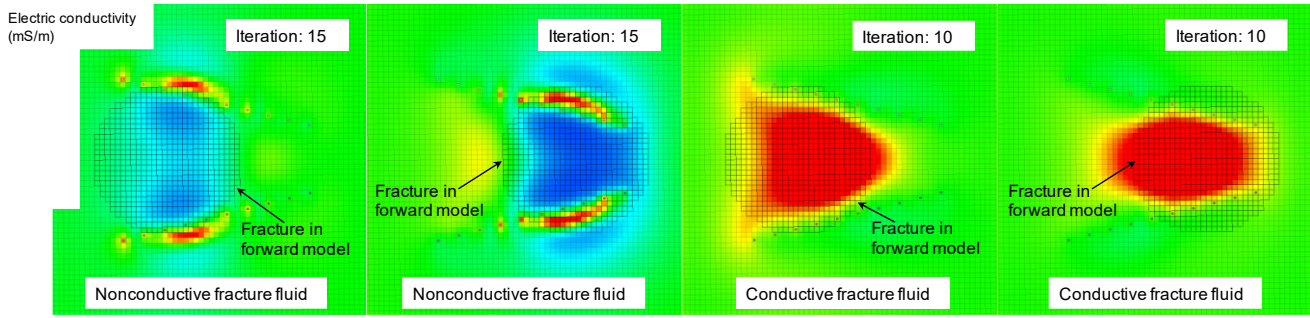 Electric conductivity
(mS/m)
Iteration: 15
Fracture in
forward model
Nonconductive fracture fluid
Iteration: 15
Fracture in
forward model
Nonconductive fracture fluid
Iteration: 10
Fracture in
forward model
Conductive fracture fluid
Iteration: 10
Fracture in
forward model
Conductive fracture fluid